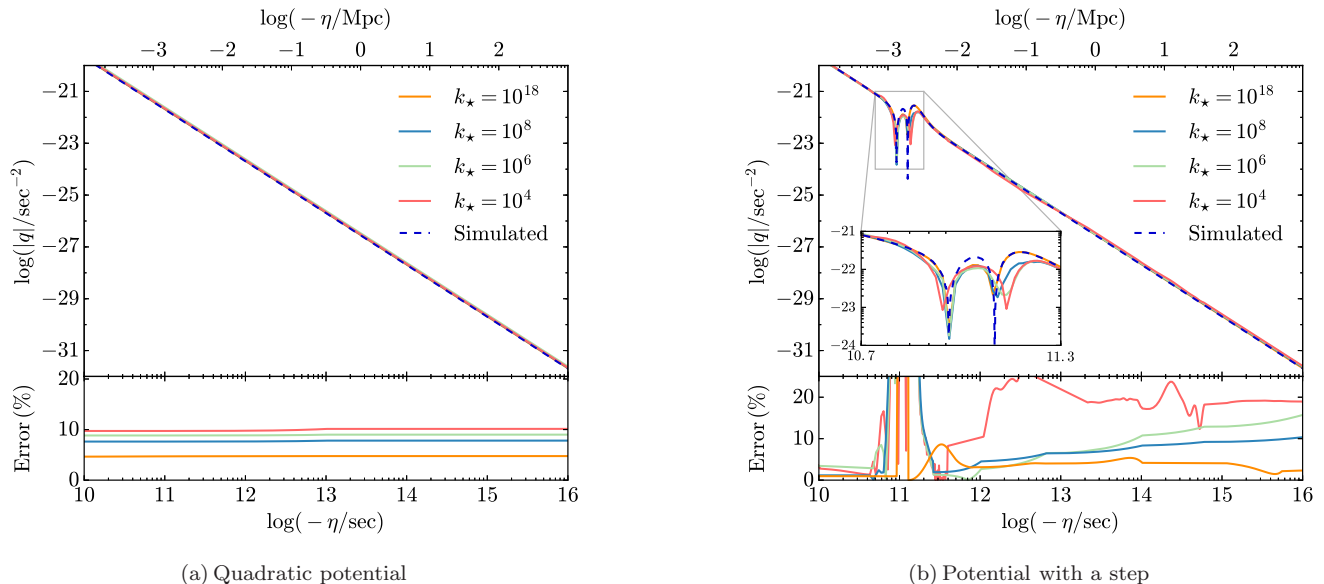 log(−η/Mpc)
−3 −2 −1 0 1 2
log(|q|/sec⁻²)
−21
−23
−25
−27
−29
−31
k⋆ = 10¹⁸
k⋆ = 10⁸
k⋆ = 10⁶
k⋆ = 10⁴
Simulated
Error (%)
20
10
0
10 11 12 13 14 15 16
log(−η/sec)
(a) Quadratic potential
log(−η/Mpc)
−3 −2 −1 0 1 2
log(|q|/sec⁻²)
−21
−23
−25
−27
−29
−31
k⋆ = 10¹⁸
k⋆ = 10⁸
k⋆ = 10⁶
k⋆ = 10⁴
Simulated
−21
−22
−23
−24
10.7 11.3
Error (%)
20
10
0
10 11 12 13 14 15 16
log(−η/sec)
(b) Potential with a step